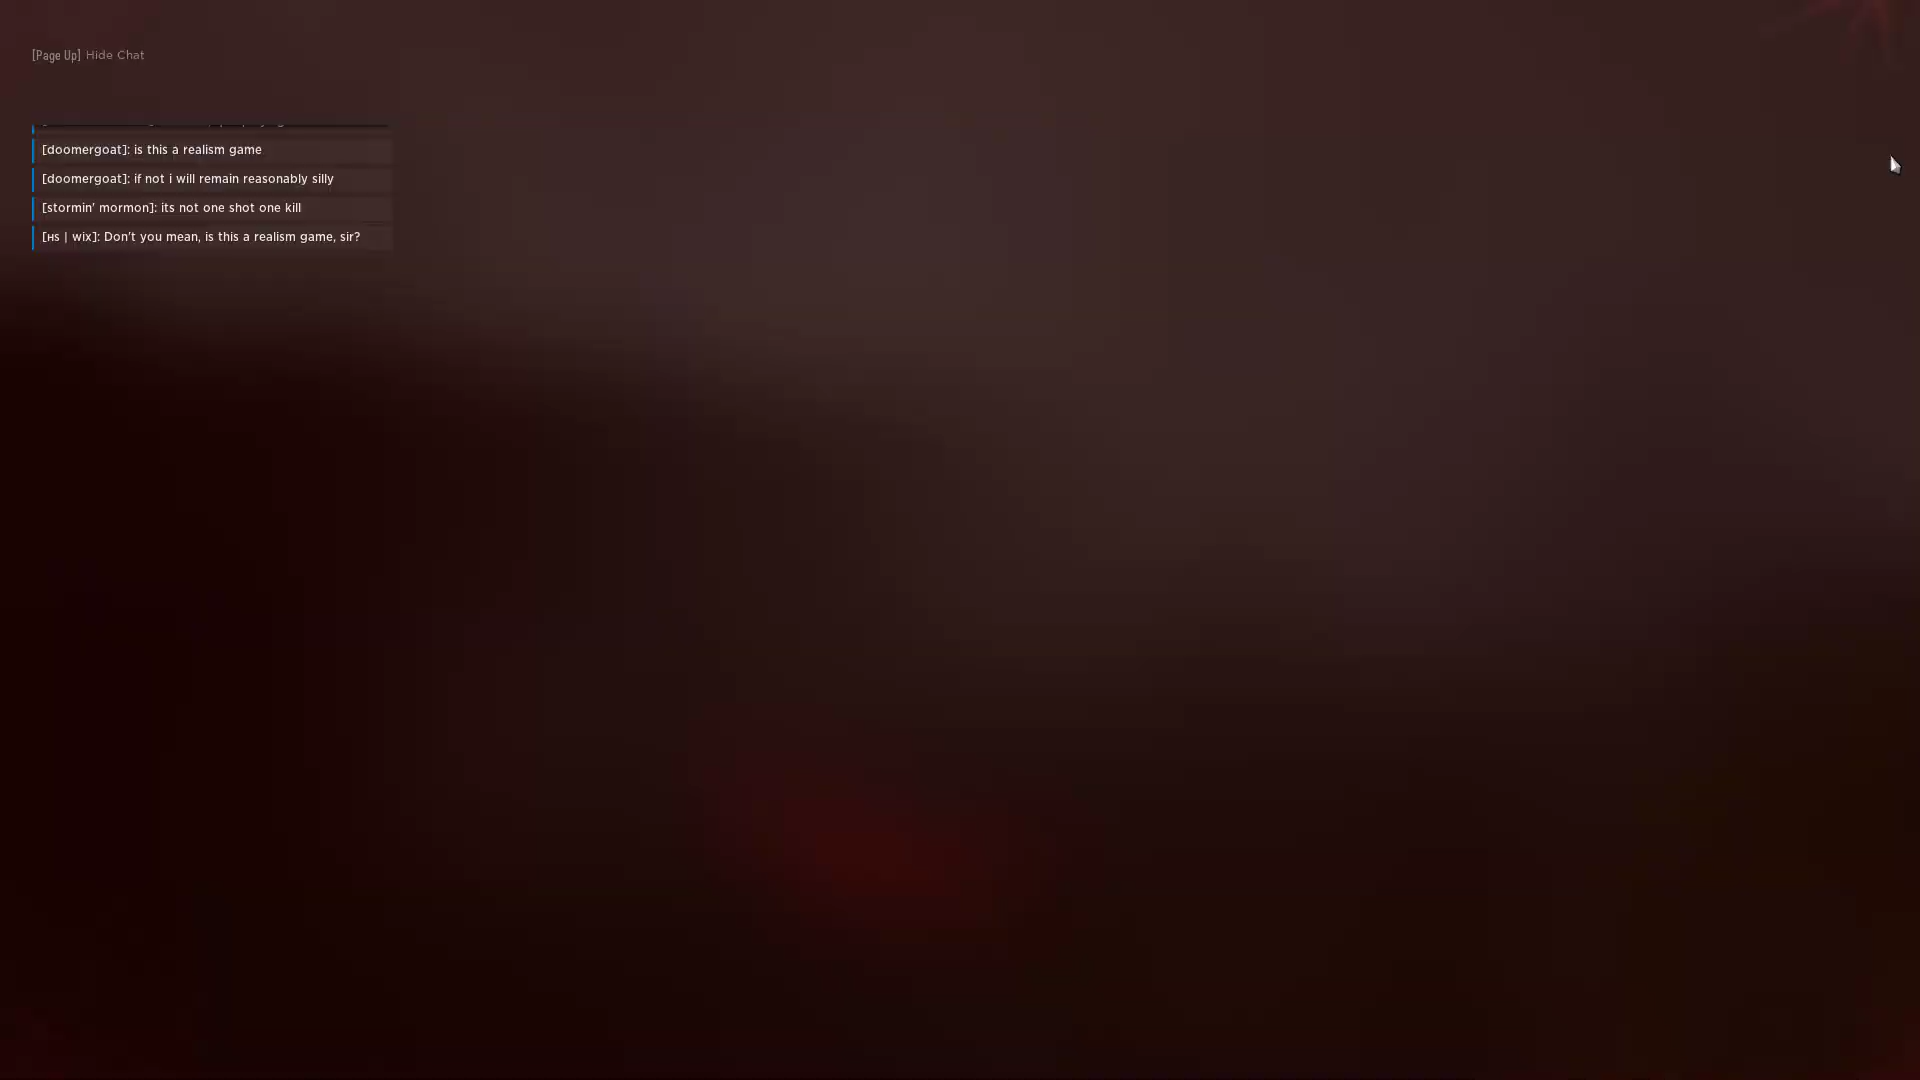 [Page Up] Hide Chat
[doomergoat]: is this a realism game
[doomergoat]: if not i will remain reasonably silly
[stormin' mormon]: its not one shot one kill
[нs | wix]: Don't you mean, is this a realism game, sir?